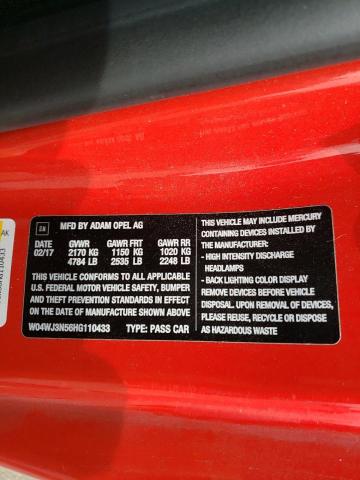 GM
MFD BY ADAM OPEL AG
DATE GVWR GAWR FRT GAWR RR
02/17 2170 KG 1150 KG 1020 KG
4784 LB 2535 LB 2248 LB
THIS VEHICLE CONFORMS TO ALL APPLICABLE
U.S. FEDERAL MOTOR VEHICLE SAFETY, BUMPER
AND THEFT PREVENTION STANDARDS IN EFFECT
ON THE DATE OF MANUFACTURE SHOWN ABOVE.
W04WJ3N56HG110433 TYPE: PASS CAR
THIS VEHICLE MAY INCLUDE MERCURY
CONTAINING DEVICES INSTALLED BY
THE MANUFACTURER:
- HIGH INTENSITY DISCHARGE
HEADLAMPS
- BACK LIGHTING COLOR DISPLAY
REMOVE DEVICES BEFORE VEHICLE
DISPOSAL. UPON REMOVAL OF DEVICES,
PLEASE REUSE, RECYCLE OR DISPOSE
AS HAZARDOUS WASTE
AK